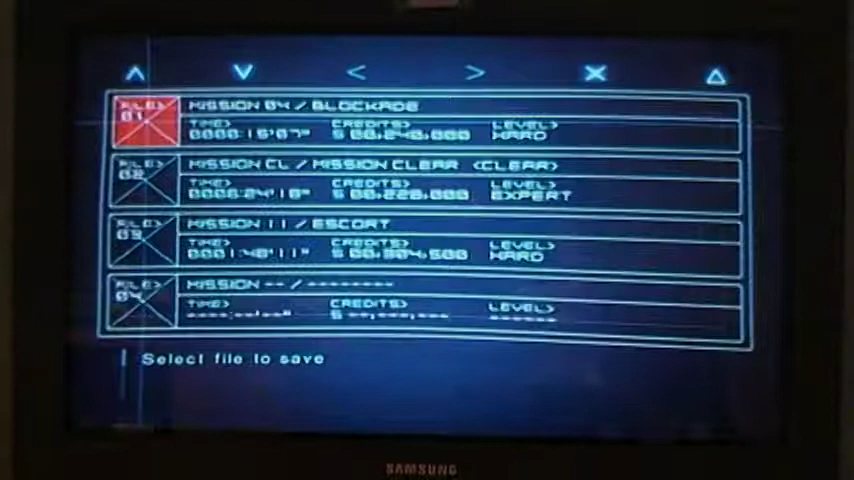 FILE>
01
MISSION 04 / BLOCKADE
TIME> CREDITS> LEVEL>
0000:15'07" $ 00,240,000 HARD
FILE>
02
MISSION CL / MISSION CLEAR <CLEAR>
TIME> CREDITS> LEVEL>
0006:24'18" $ 00,228,000 EXPERT
FILE>
03
MISSION 11 / ESCORT
TIME> CREDITS> LEVEL>
0001:48'11" $ 00,304,500 HARD
FILE>
04
MISSION -- / --------
TIME> CREDITS> LEVEL>
----:--'--" $ --,---,--- ------
Select file to save
SAMSUNG